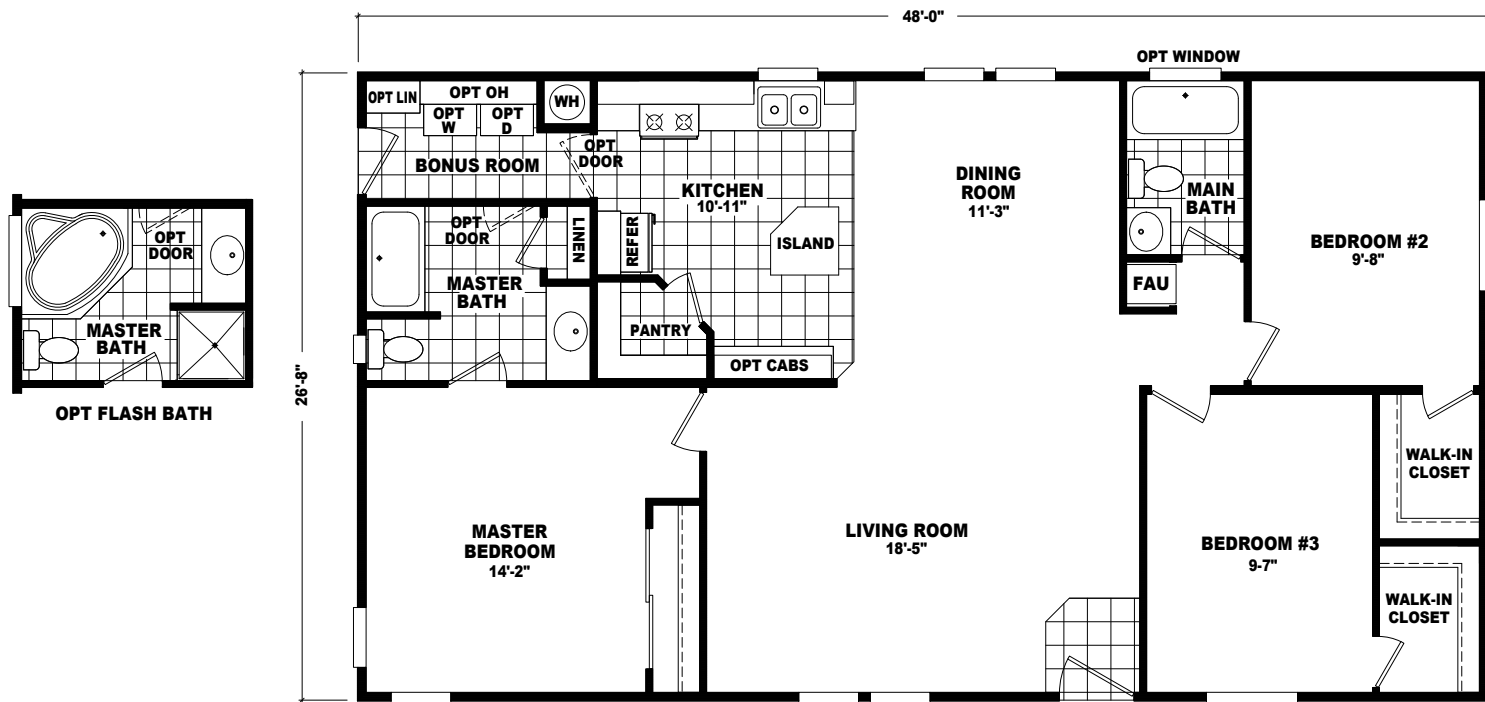 48'-0"
OPT WINDOW
OPT LIN
OPT OH
WH
OPT
W
OPT
D
BONUS ROOM
OPT
DOOR
KITCHEN
10'-11"
DINING
ROOM
11'-3"
MAIN
BATH
BEDROOM #2
9'-8"
OPT
DOOR
LINEN
REFER
ISLAND
MASTER
BATH
FAU
PANTRY
OPT CABS
26'-8"
OPT
DOOR
MASTER
BATH
OPT FLASH BATH
MASTER
BEDROOM
14'-2"
LIVING ROOM
18'-5"
BEDROOM #3
9-7"
WALK-IN
CLOSET
WALK-IN
CLOSET